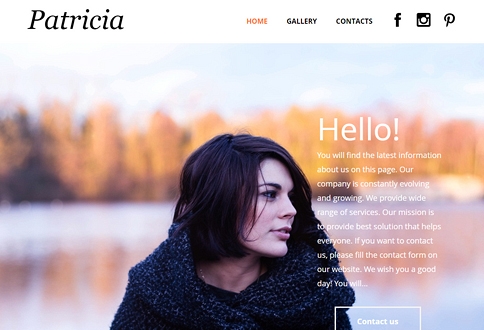 Patricia
HOME GALLERY CONTACTS
Hello!
You will find the latest information
about us on this page. Our
company is constantly evolving
and growing. We provide wide
range of services. Our mission is
to provide best solution that helps
everyone. If you want to contact
us, please fill the contact form on
our website. We wish you a good
day! You will...
Contact us